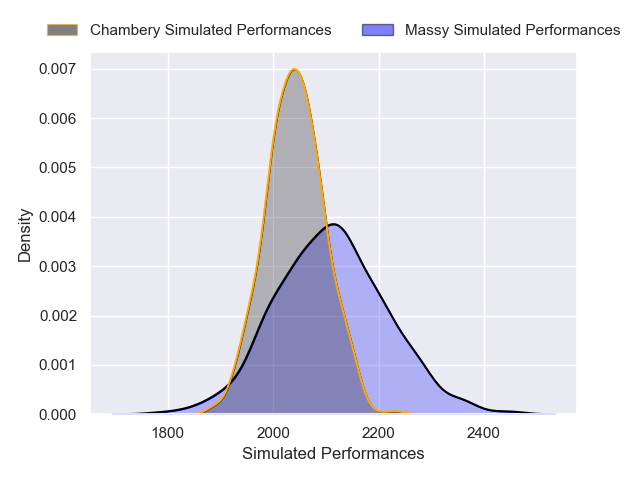 Chambery Simulated Performances Massy Simulated Performances
0.007
0.006
0.005
0.004
0.003
0.002
0.001
0.000
Density
1800 2000 2200 2400
Simulated Performances